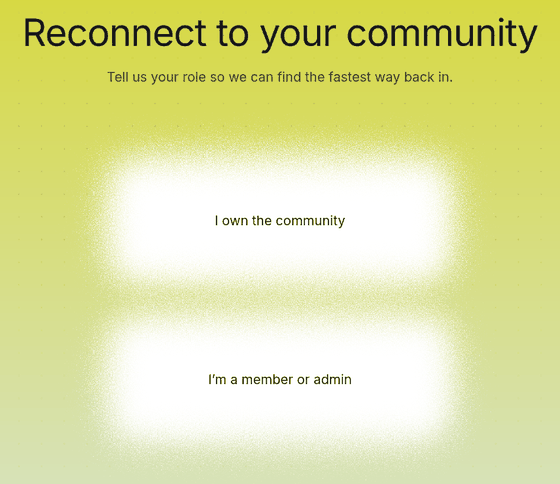 Reconnect to your community
Tell us your role so we can find the fastest way back in.
I own the community
I’m a member or admin